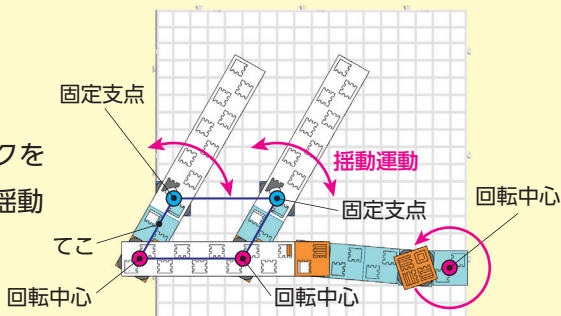 固定支点
クを
揺動
揺動運動
固定支点
回転中心
てこ
回転中心
回転中心